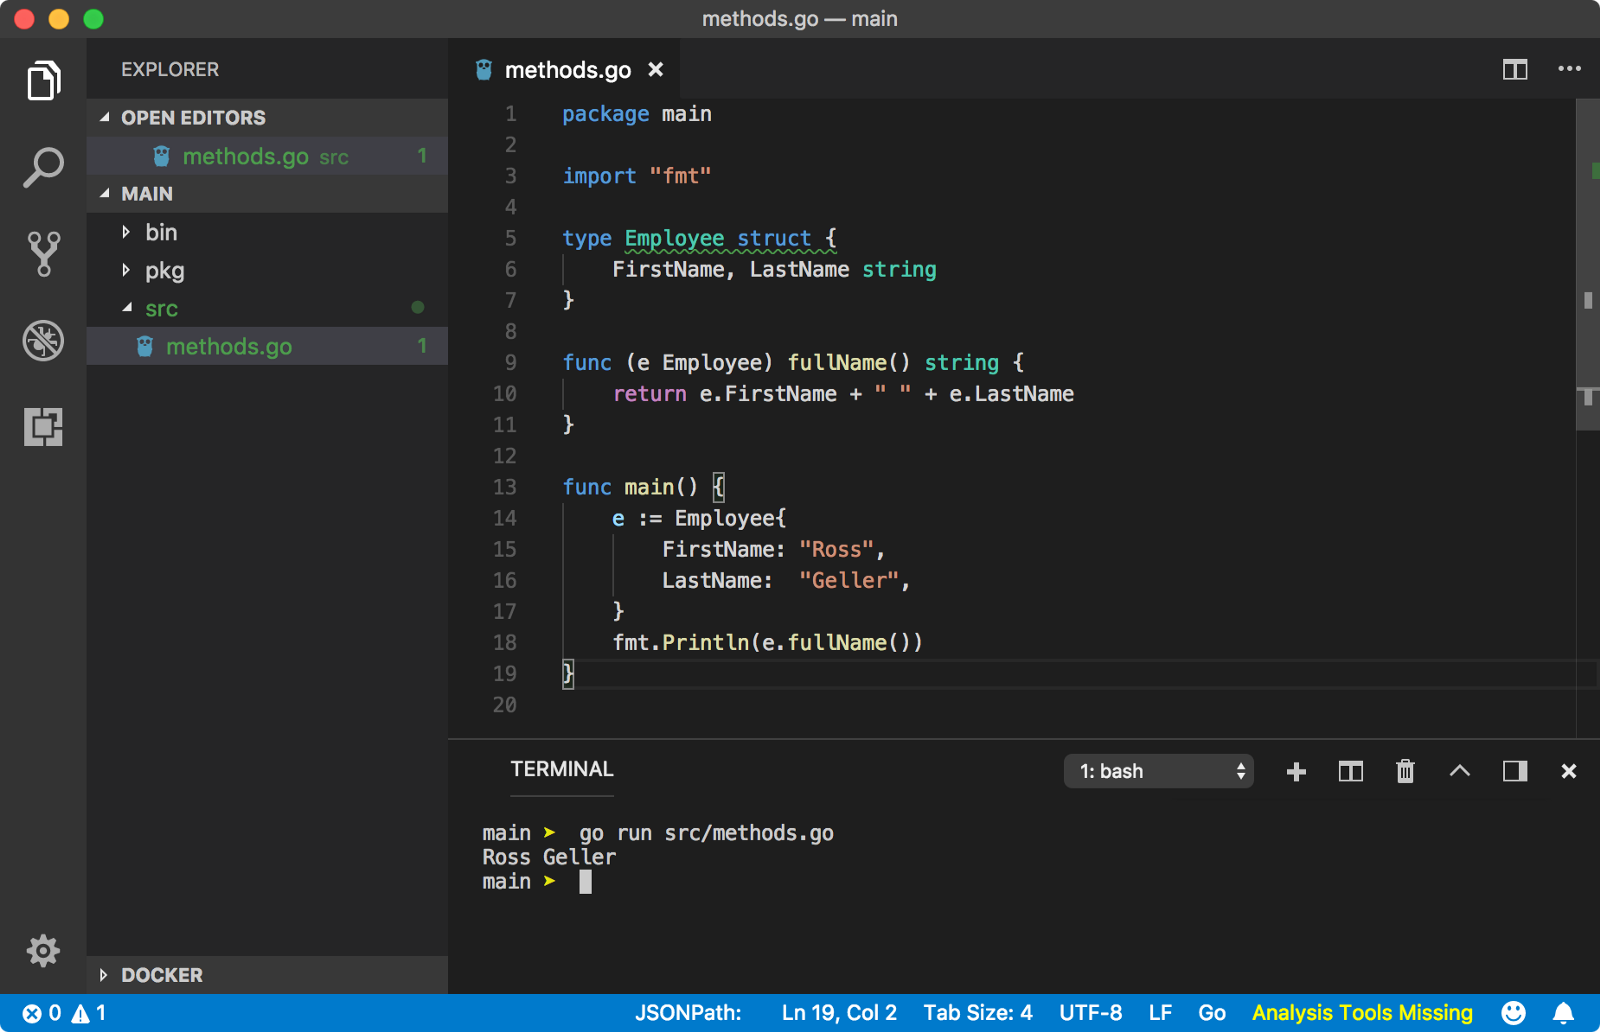 methods.go — main
EXPLORER
OPEN EDITORS
methods.go src 1
MAIN
bin
pkg
src
methods.go 1
DOCKER
methods.go
1 package main
2
3 import "fmt"
4
5 type Employee struct {
6 FirstName, LastName string
7 }
8
9 func (e Employee) fullName() string {
10 return e.FirstName + " " + e.LastName
11 }
12
13 func main() {
14 e := Employee{
15 FirstName: "Ross",
16 LastName:  "Geller",
17 }
18 fmt.Println(e.fullName())
19 }
20
TERMINAL 1: bash
main ➤ go run src/methods.go
Ross Geller
main ➤
0 1 JSONPath: Ln 19, Col 2 Tab Size: 4 UTF-8 LF Go Analysis Tools Missing